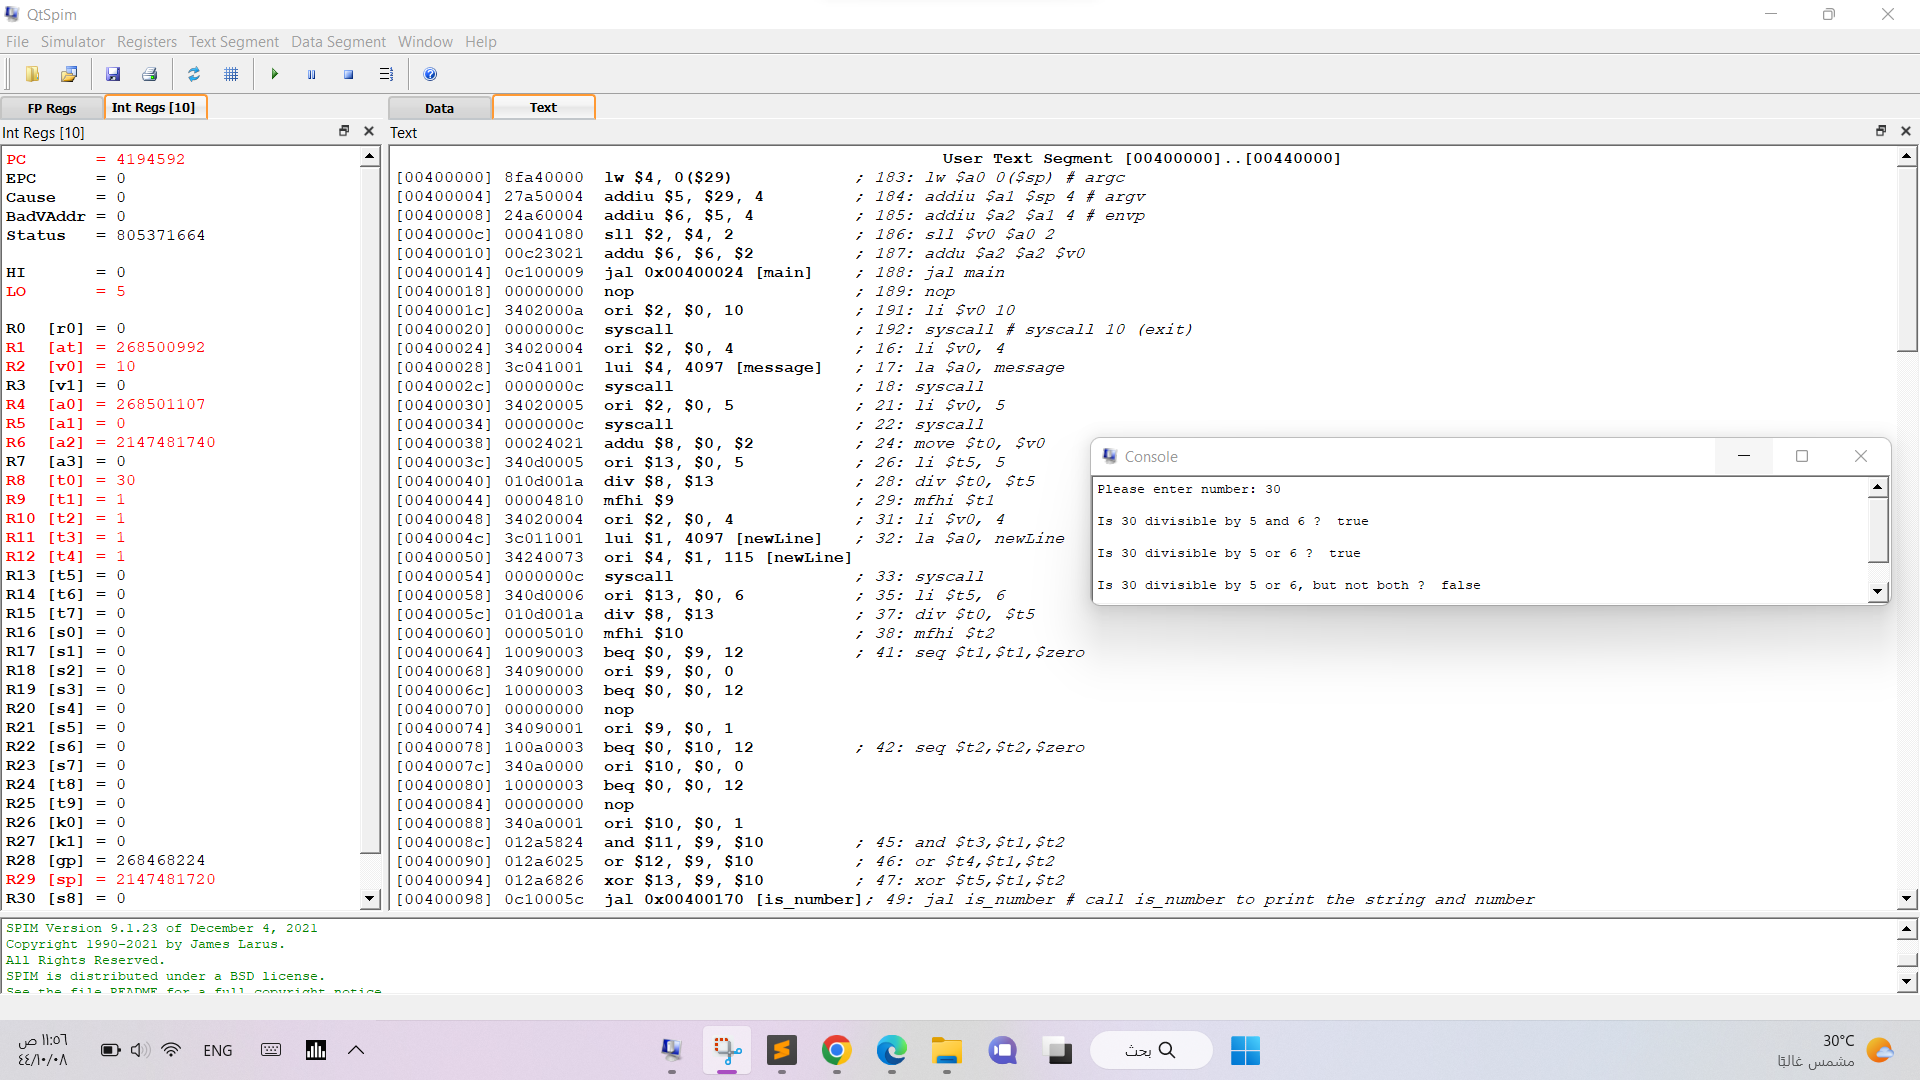 QtSpim
File Simulator Registers Text Segment Data Segment Window Help
FP Regs Int Regs [10] Data Text
Int Regs [10]
PC = 4194592
EPC = 0
Cause = 0
BadVAddr = 0
Status = 805371664
HI = 0
LO = 5
R0 [r0] = 0
R1 [at] = 268500992
R2 [v0] = 10
R3 [v1] = 0
R4 [a0] = 268501107
R5 [a1] = 0
R6 [a2] = 2147481740
R7 [a3] = 0
R8 [t0] = 30
R9 [t1] = 1
R10 [t2] = 1
R11 [t3] = 1
R12 [t4] = 1
R13 [t5] = 0
R14 [t6] = 0
R15 [t7] = 0
R16 [s0] = 0
R17 [s1] = 0
R18 [s2] = 0
R19 [s3] = 0
R20 [s4] = 0
R21 [s5] = 0
R22 [s6] = 0
R23 [s7] = 0
R24 [t8] = 0
R25 [t9] = 0
R26 [k0] = 0
R27 [k1] = 0
R28 [gp] = 268468224
R29 [sp] = 2147481720
R30 [s8] = 0
Text
User Text Segment [00400000]..[00440000]
[00400000] 8fa40000 lw $4, 0($29) ; 183: lw $a0 0($sp) # argc
[00400004] 27a50004 addiu $5, $29, 4 ; 184: addiu $a1 $sp 4 # argv
[00400008] 24a60004 addiu $6, $5, 4 ; 185: addiu $a2 $a1 4 # envp
[0040000c] 00041080 sll $2, $4, 2 ; 186: sll $v0 $a0 2
[00400010] 00c23021 addu $6, $6, $2 ; 187: addu $a2 $a2 $v0
[00400014] 0c100009 jal 0x00400024 [main] ; 188: jal main
[00400018] 00000000 nop ; 189: nop
[0040001c] 3402000a ori $2, $0, 10 ; 191: li $v0 10
[00400020] 0000000c syscall ; 192: syscall # syscall 10 (exit)
[00400024] 34020004 ori $2, $0, 4 ; 16: li $v0, 4
[00400028] 3c041001 lui $4, 4097 [message] ; 17: la $a0, message
[0040002c] 0000000c syscall ; 18: syscall
[00400030] 34020005 ori $2, $0, 5 ; 21: li $v0, 5
[00400034] 0000000c syscall ; 22: syscall
[00400038] 00024021 addu $8, $0, $2 ; 24: move $t0, $v0
[0040003c] 340d0005 ori $13, $0, 5 ; 26: li $t5, 5
[00400040] 010d001a div $8, $13 ; 28: div $t0, $t5
[00400044] 00004810 mfhi $9 ; 29: mfhi $t1
[00400048] 34020004 ori $2, $0, 4 ; 31: li $v0, 4
[0040004c] 3c011001 lui $1, 4097 [newLine] ; 32: la $a0, newLine
[00400050] 34240073 ori $4, $1, 115 [newLine]
[00400054] 0000000c syscall ; 33: syscall
[00400058] 340d0006 ori $13, $0, 6 ; 35: li $t5, 6
[0040005c] 010d001a div $8, $13 ; 37: div $t0, $t5
[00400060] 00005010 mfhi $10 ; 38: mfhi $t2
[00400064] 10090003 beq $0, $9, 12 ; 41: seq $t1,$t1,$zero
[00400068] 34090000 ori $9, $0, 0
[0040006c] 10000003 beq $0, $0, 12
[00400070] 00000000 nop
[00400074] 34090001 ori $9, $0, 1
[00400078] 100a0003 beq $0, $10, 12 ; 42: seq $t2,$t2,$zero
[0040007c] 340a0000 ori $10, $0, 0
[00400080] 10000003 beq $0, $0, 12
[00400084] 00000000 nop
[00400088] 340a0001 ori $10, $0, 1
[0040008c] 012a5824 and $11, $9, $10 ; 45: and $t3,$t1,$t2
[00400090] 012a6025 or $12, $9, $10 ; 46: or $t4,$t1,$t2
[00400094] 012a6826 xor $13, $9, $10 ; 47: xor $t5,$t1,$t2
[00400098] 0c10005c jal 0x00400170 [is_number]; 49: jal is_number # call is_number to print the string and number
Console
Please enter number: 30
Is 30 divisible by 5 and 6 ? true
Is 30 divisible by 5 or 6 ? true
Is 30 divisible by 5 or 6, but not both ? false
SPIM Version 9.1.23 of December 4, 2021
Copyright 1990-2021 by James Larus.
All Rights Reserved.
SPIM is distributed under a BSD license.
See the file README for a full copyright notice
١١:٥٦ ص
٤٤/١٠/٠٨
ENG
بحث
30°C
مشمس غالبًا